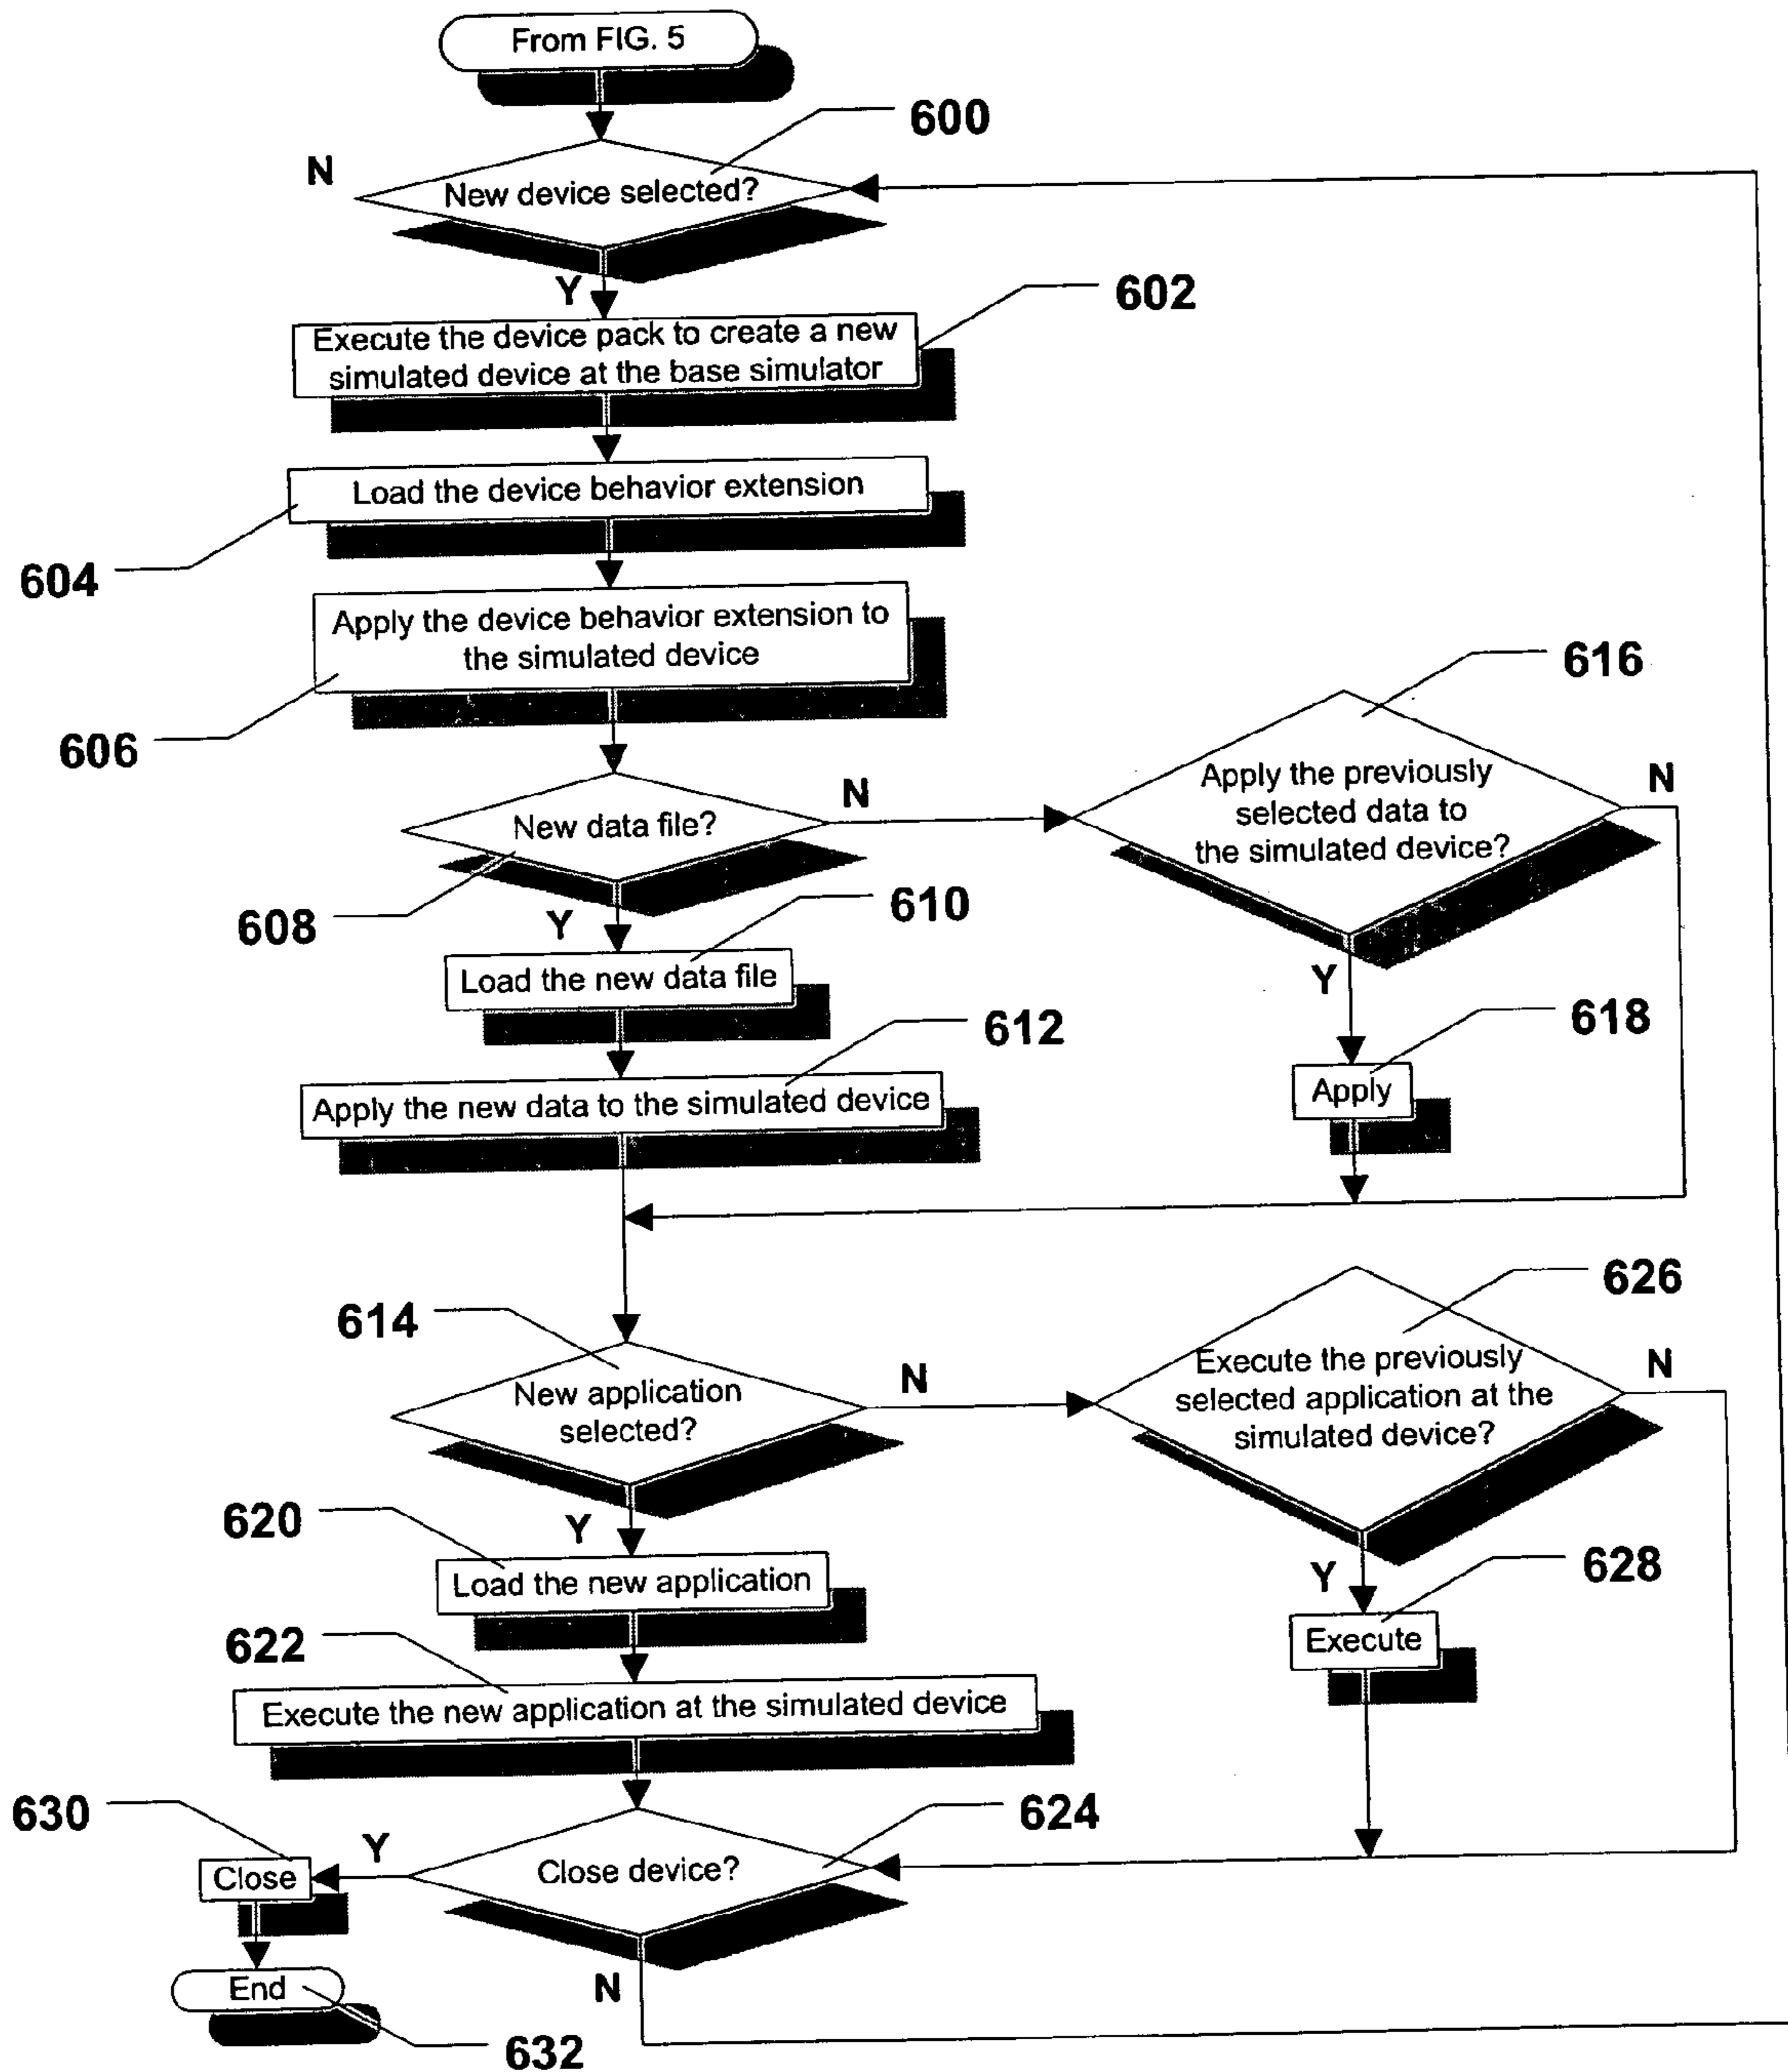 From FIG. 5
600
N
New device selected?
Y
602
Execute the device pack to create a new
simulated device at the base simulator
Load the device behavior extension
604
Apply the device behavior extension to
the simulated device
606
616
Apply the previously
selected data to
the simulated device?
N
New data file?
N
608
Y
610
Load the new data file
Y
612
618
Apply the new data to the simulated device
Apply
614
626
New application
selected?
N
Execute the previously
selected application at the
simulated device?
N
620
Y
Load the new application
Y
628
622
Execute
Execute the new application at the simulated device
630
Y
624
Close
Close device?
End
N
632